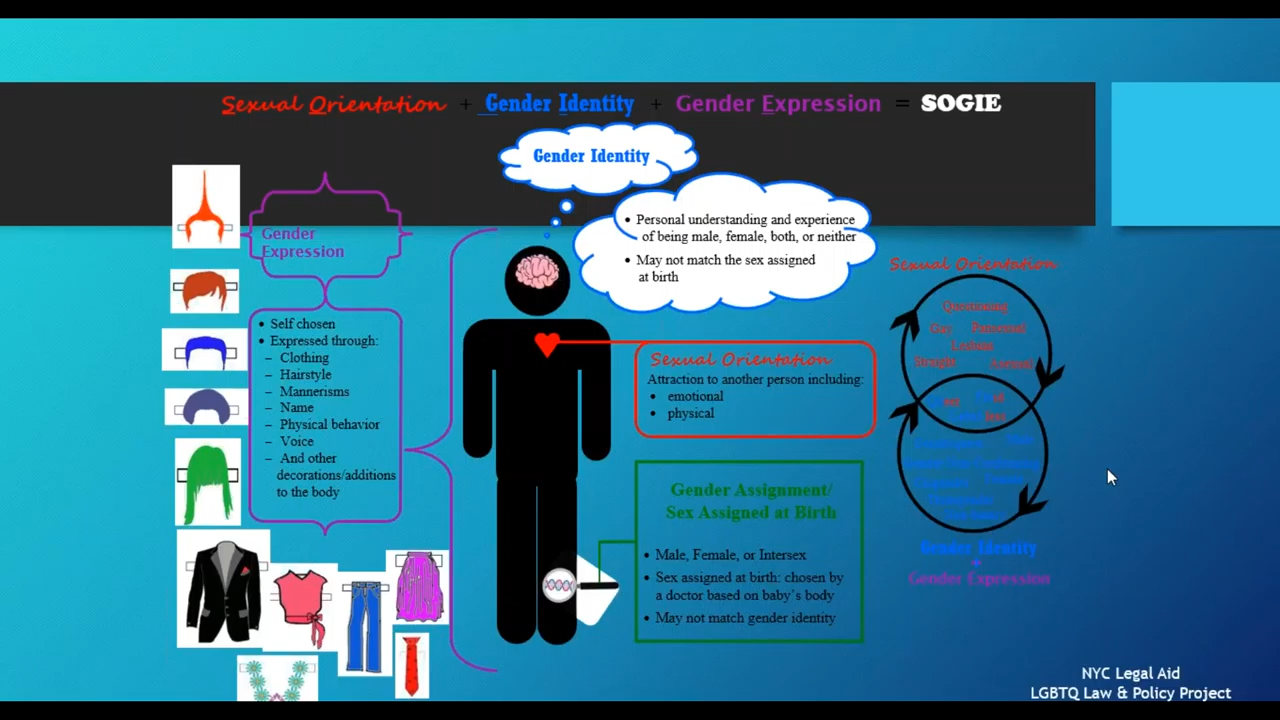 Sexual Orientation + Gender Identity + Gender Expression = SOGIE
Gender Identity
• Personal understanding and experience
of being male, female, both, or neither
• May not match the sex assigned
at birth
Gender
Expression
• Self chosen
• Expressed through:
– Clothing
– Hairstyle
– Mannerisms
– Name
– Physical behavior
– Voice
– And other
decorations/additions
to the body
Sexual Orientation
Attraction to another person including:
• emotional
• physical
Gender Assignment/
Sex Assigned at Birth
• Male, Female, or Intersex
• Sex assigned at birth: chosen by
a doctor based on baby's body
• May not match gender identity
Sexual Orientation
Questioning
Gay Pansexual
Lesbian
Straight Asexual
Gender Identity
+
Gender Expression
NYC Legal Aid
LGBTQ Law & Policy Project